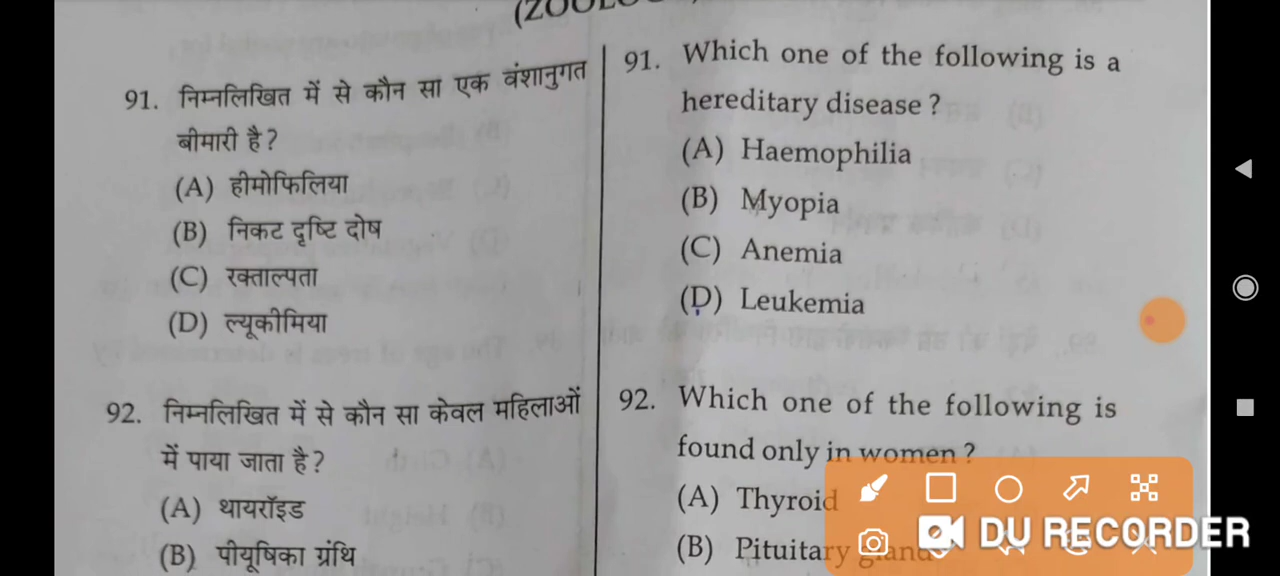 (ZOOLO
91. निम्नलिखित में से कौन सा एक वंशानुगत
बीमारी है?
(A) हीमोफिलिया
(B) निकट दृष्टि दोष
(C) रक्ताल्पता
(D) ल्यूकीमिया
92. निम्नलिखित में से कौन सा केवल महिलाओं
में पाया जाता है?
(A) थायरॉइड
(B) पीयूषिका ग्रंथि
91. Which one of the following is a
hereditary disease ?
(A) Haemophilia
(B) Myopia
(C) Anemia
(D) Leukemia
92. Which one of the following is
found only in women ?
(A) Thyroid
(B) Pituitary gland
DU RECORDER